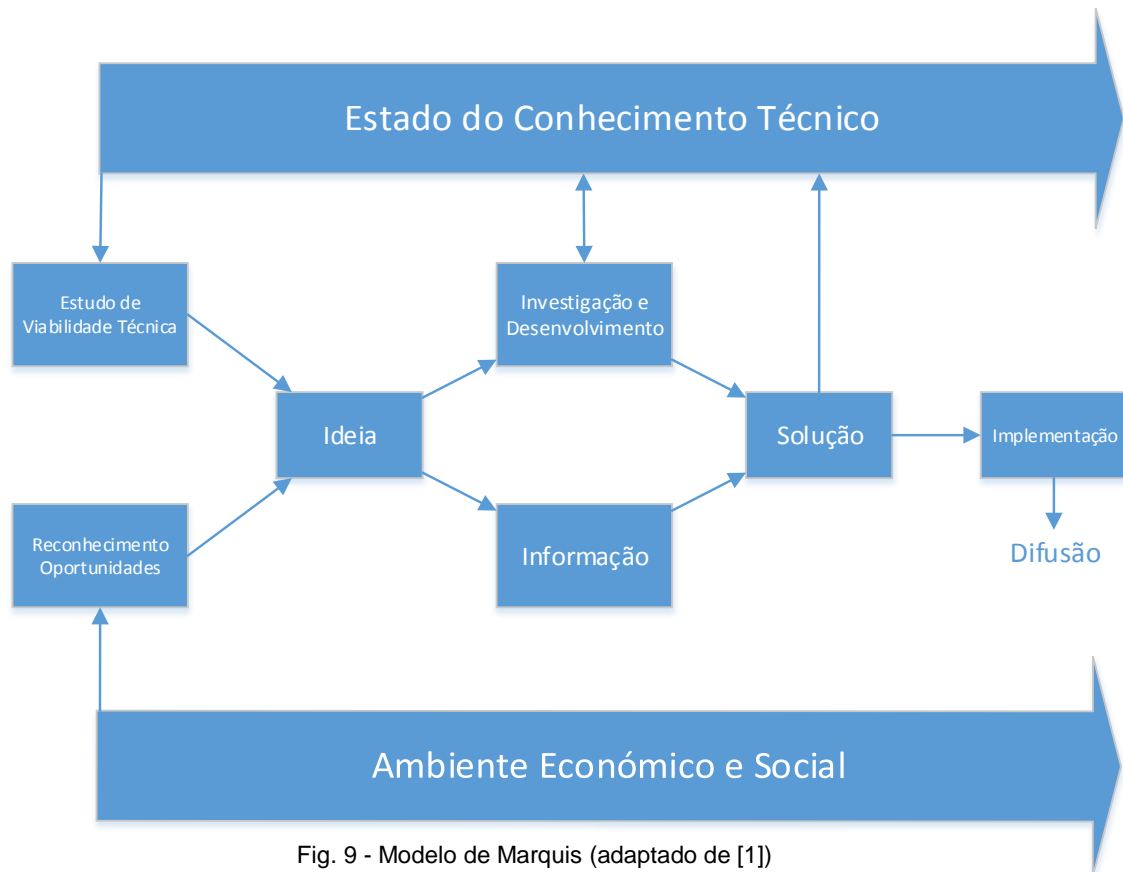 Estado do Conhecimento Técnico
Estudo de
Viabilidade Técnica
Investigação e
Desenvolvimento
Ideia
Solução
Implementação
Reconhecimento
Oportunidades
Informação
Difusão
Ambiente Económico e Social
Fig. 9 - Modelo de Marquis (adaptado de [1])